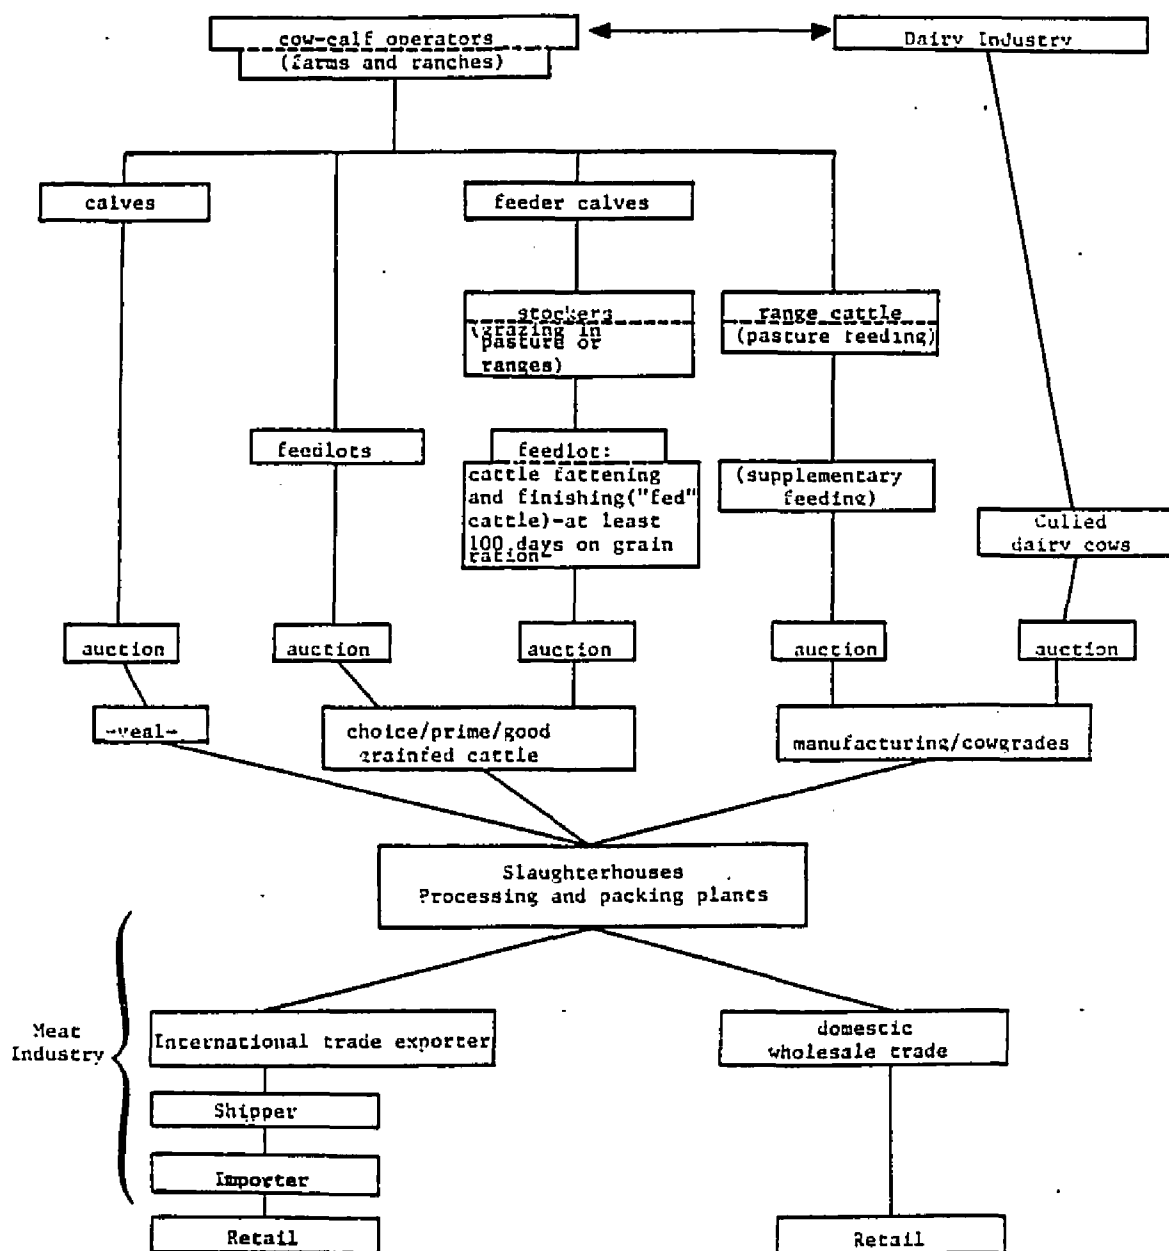 cow-calf operators
(farms and ranches)
Dairy Industry
calves
feeder calves
stockers
(grazing in
pasture or
ranges)
range cattle
(pasture feeding)
feedlots
feedlot:
cattle fattening
and finishing("fed"
cattle)-at least
100 days on grain
ration-
(supplementary
feeding)
Culled
dairy cows
auction
auction
auction
auction
auction
-veal-
choice/prime/good
grainfed cattle
manufacturing/cowgrades
Slaughterhouses
Processing and packing plants
Meat
Industry
International trade exporter
domestic
wholesale trade
Shipper
Importer
Retail
Retail